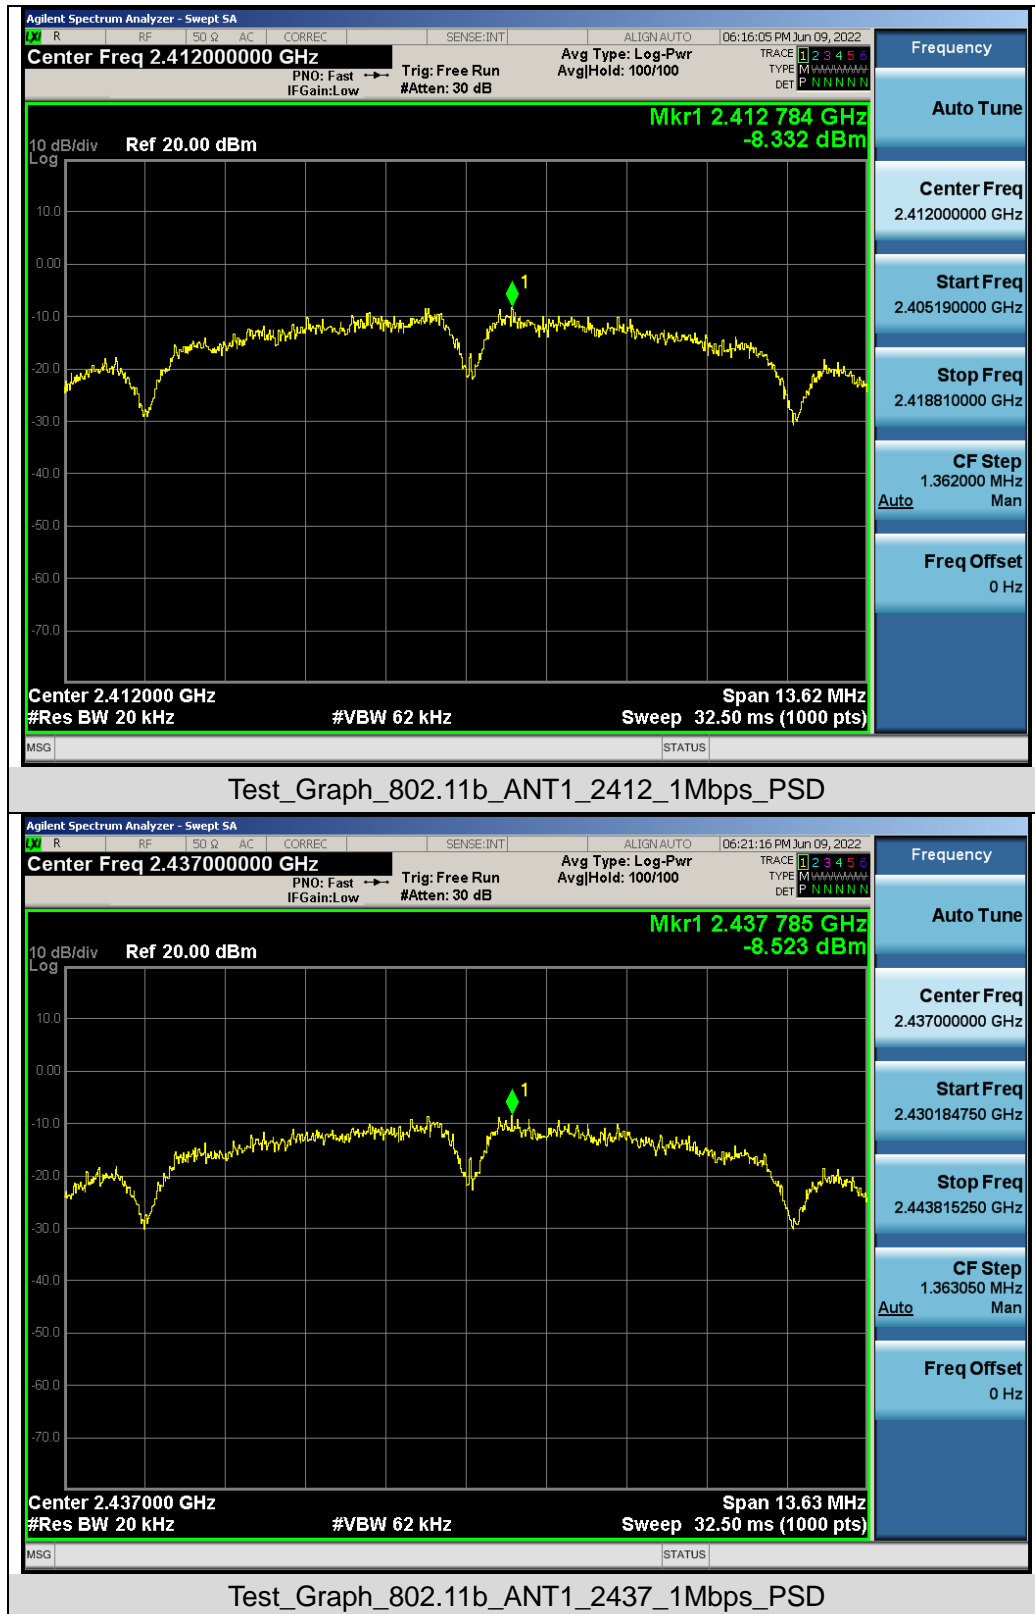 Agilent Spectrum Analyzer - Swept SA
LXI R RF 50 Ω AC CORREC SENSE:INT ALIGN AUTO 06:16:05 PM Jun 09, 2022
Center Freq 2.412000000 GHz
PNO: Fast
IFGain:Low
Trig: Free Run
#Atten: 30 dB
Avg Type: Log-Pwr
Avg|Hold: 100/100
TRACE 1 2 3 4 5 6
TYPE M WWWWW
DET P N N N N N
Mkr1 2.412 784 GHz
-8.332 dBm
10 dB/div Ref 20.00 dBm
Log
10.0
0.00
-10.0
-20.0
-30.0
-40.0
-50.0
-60.0
-70.0
1
Center 2.412000 GHz Span 13.62 MHz
#Res BW 20 kHz #VBW 62 kHz Sweep 32.50 ms (1000 pts)
MSG STATUS
Frequency
Auto Tune
Center Freq
2.412000000 GHz
Start Freq
2.405190000 GHz
Stop Freq
2.418810000 GHz
CF Step
1.362000 MHz
Auto Man
Freq Offset
0 Hz
Test_Graph_802.11b_ANT1_2412_1Mbps_PSD
Agilent Spectrum Analyzer - Swept SA
LXI R RF 50 Ω AC CORREC SENSE:INT ALIGN AUTO 06:21:16 PM Jun 09, 2022
Center Freq 2.437000000 GHz
PNO: Fast
IFGain:Low
Trig: Free Run
#Atten: 30 dB
Avg Type: Log-Pwr
Avg|Hold: 100/100
TRACE 1 2 3 4 5 6
TYPE M WWWWW
DET P N N N N N
Mkr1 2.437 785 GHz
-8.523 dBm
10 dB/div Ref 20.00 dBm
Log
10.0
0.00
-10.0
-20.0
-30.0
-40.0
-50.0
-60.0
-70.0
1
Center 2.437000 GHz Span 13.63 MHz
#Res BW 20 kHz #VBW 62 kHz Sweep 32.50 ms (1000 pts)
MSG STATUS
Frequency
Auto Tune
Center Freq
2.437000000 GHz
Start Freq
2.430184750 GHz
Stop Freq
2.443815250 GHz
CF Step
1.363050 MHz
Auto Man
Freq Offset
0 Hz
Test_Graph_802.11b_ANT1_2437_1Mbps_PSD